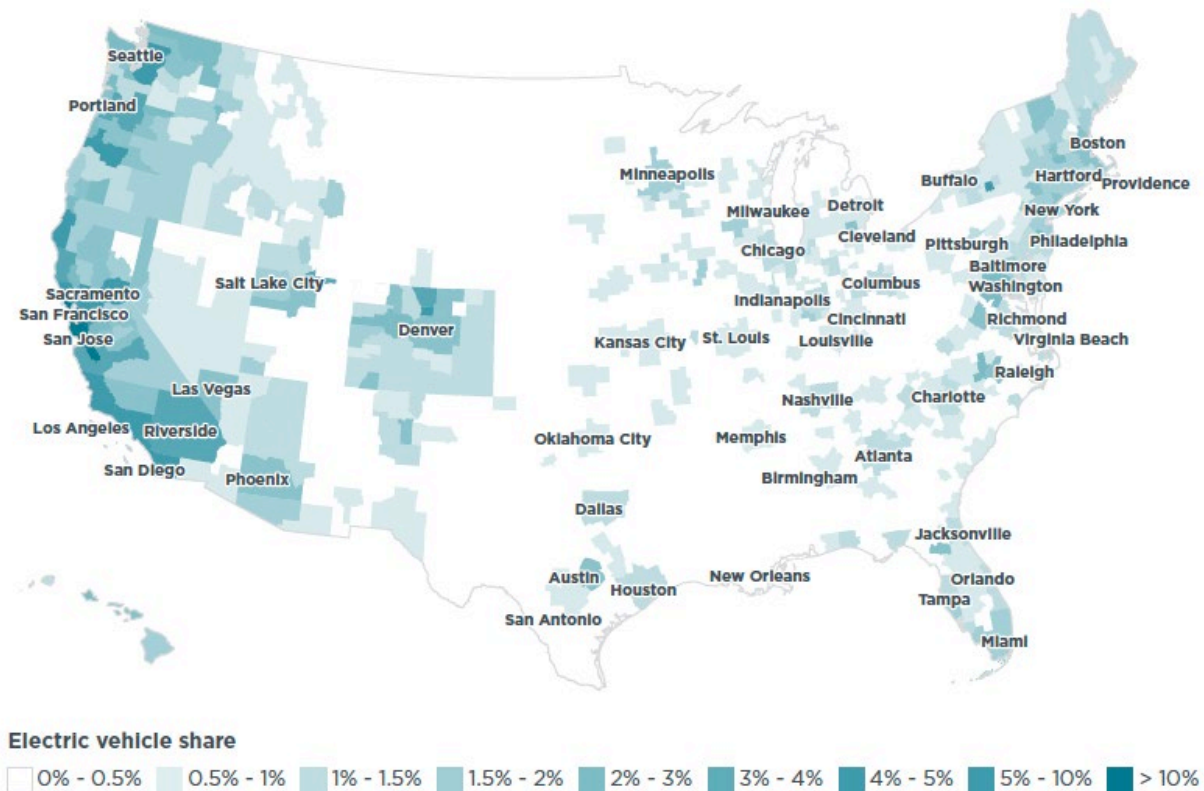 Seattle
Portland
Boston
Minneapolis
Buffalo
Hartford
Providence
Milwaukee
Detroit
New York
Cleveland
Pittsburgh
Philadelphia
Chicago
Baltimore
Salt Lake City
Columbus
Washington
Sacramento
Indianapolis
San Francisco
Cincinnati
Richmond
Denver
San Jose
Kansas City
St. Louis
Louisville
Virginia Beach
Raleigh
Las Vegas
Nashville
Charlotte
Los Angeles
Riverside
Oklahoma City
Memphis
Atlanta
San Diego
Phoenix
Birmingham
Dallas
Jacksonville
Austin
Houston
New Orleans
Orlando
Tampa
San Antonio
Miami
Electric vehicle share
0% - 0.5% 0.5% - 1% 1% - 1.5% 1.5% - 2% 2% - 3% 3% - 4% 4% - 5% 5% - 10% > 10%